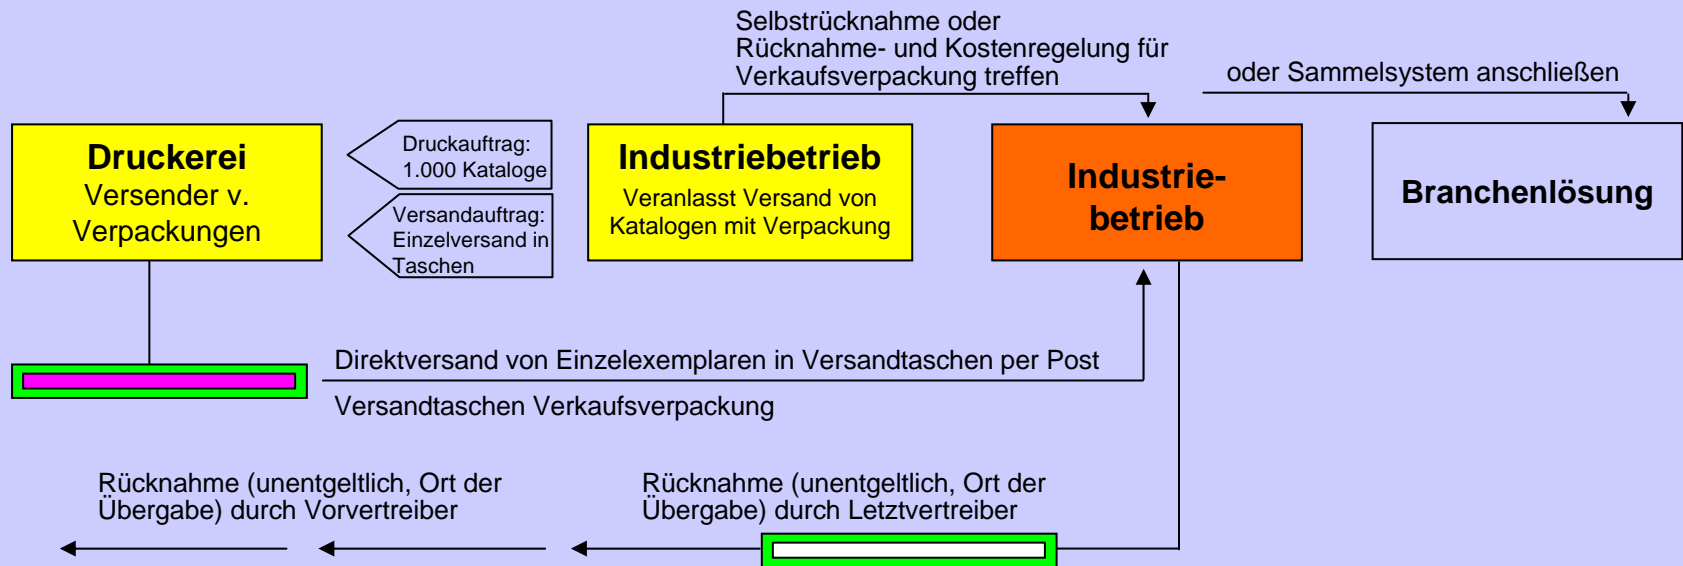 Selbstrücknahme oder
Rücknahme- und Kostenregelung für
Verkaufsverpackung treffen
oder Sammelsystem anschließen
Druckerei
Versender v.
Verpackungen
Druckauftrag:
1.000 Kataloge
Versandauftrag:
Einzelversand in
Taschen
Industriebetrieb
Veranlasst Versand von
Katalogen mit Verpackung
Industrie-
betrieb
Branchenlösung
Direktversand von Einzelexemplaren in Versandtaschen per Post
Versandtaschen Verkaufsverpackung
Rücknahme (unentgeltlich, Ort der
Übergabe) durch Vorvertreiber
Rücknahme (unentgeltlich, Ort der
Übergabe) durch Letztvertreiber